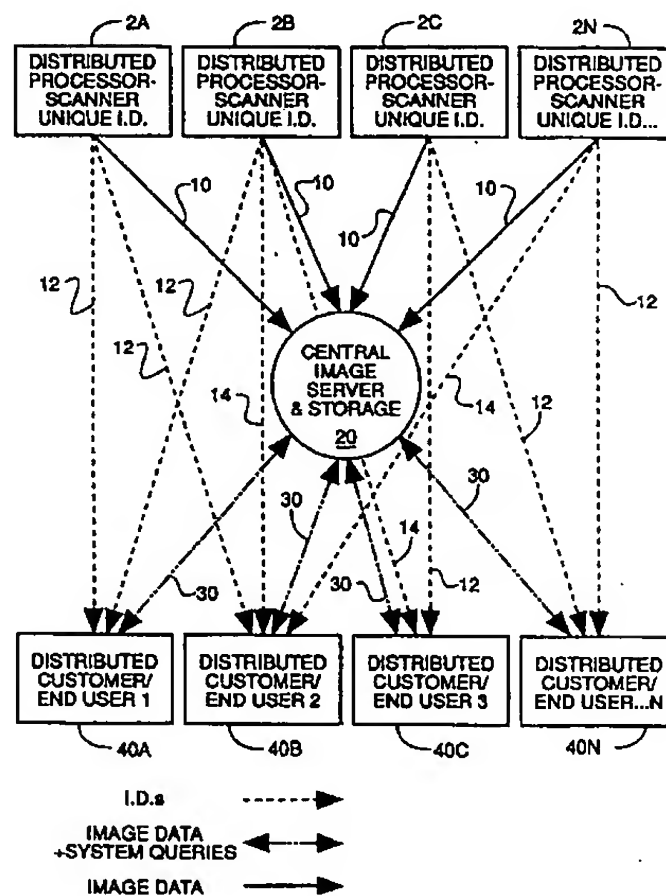 2A
2B
2C
2N
DISTRIBUTED
PROCESSOR-
SCANNER
UNIQUE I.D.
DISTRIBUTED
PROCESSOR-
SCANNER
UNIQUE I.D.
DISTRIBUTED
PROCESSOR-
SCANNER
UNIQUE I.D.
DISTRIBUTED
PROCESSOR-
SCANNER
UNIQUE I.D...
10
10
10
10
12
12
12
12
14
14
12
CENTRAL
IMAGE
SERVER
& STORAGE
20
30
30
14
30
30
12
DISTRIBUTED
CUSTOMER/
END USER 1
DISTRIBUTED
CUSTOMER/
END USER 2
DISTRIBUTED
CUSTOMER/
END USER 3
DISTRIBUTED
CUSTOMER/
END USER...N
40A
40B
40C
40N
I.D.s
IMAGE DATA
+SYSTEM QUERIES
IMAGE DATA